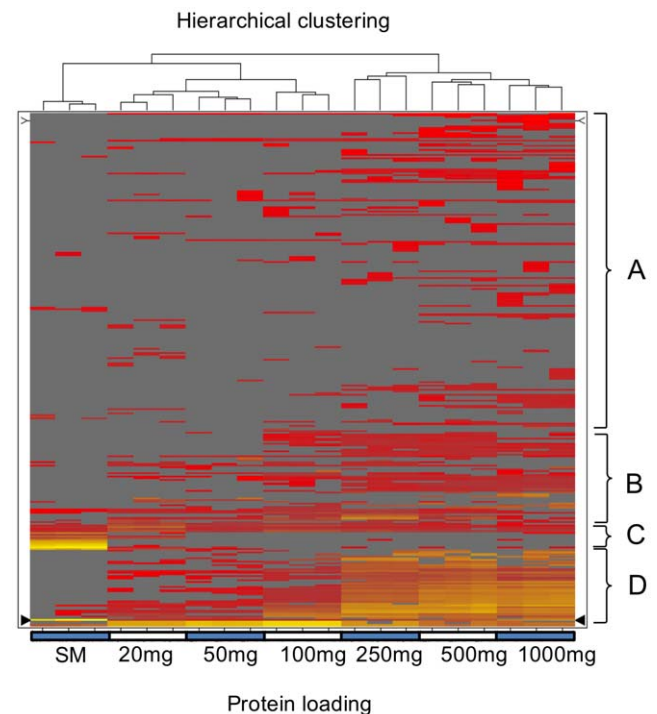 Hierarchical clustering
A
B
C
D
SM 20mg 50mg 100mg 250mg 500mg 1000mg
Protein loading